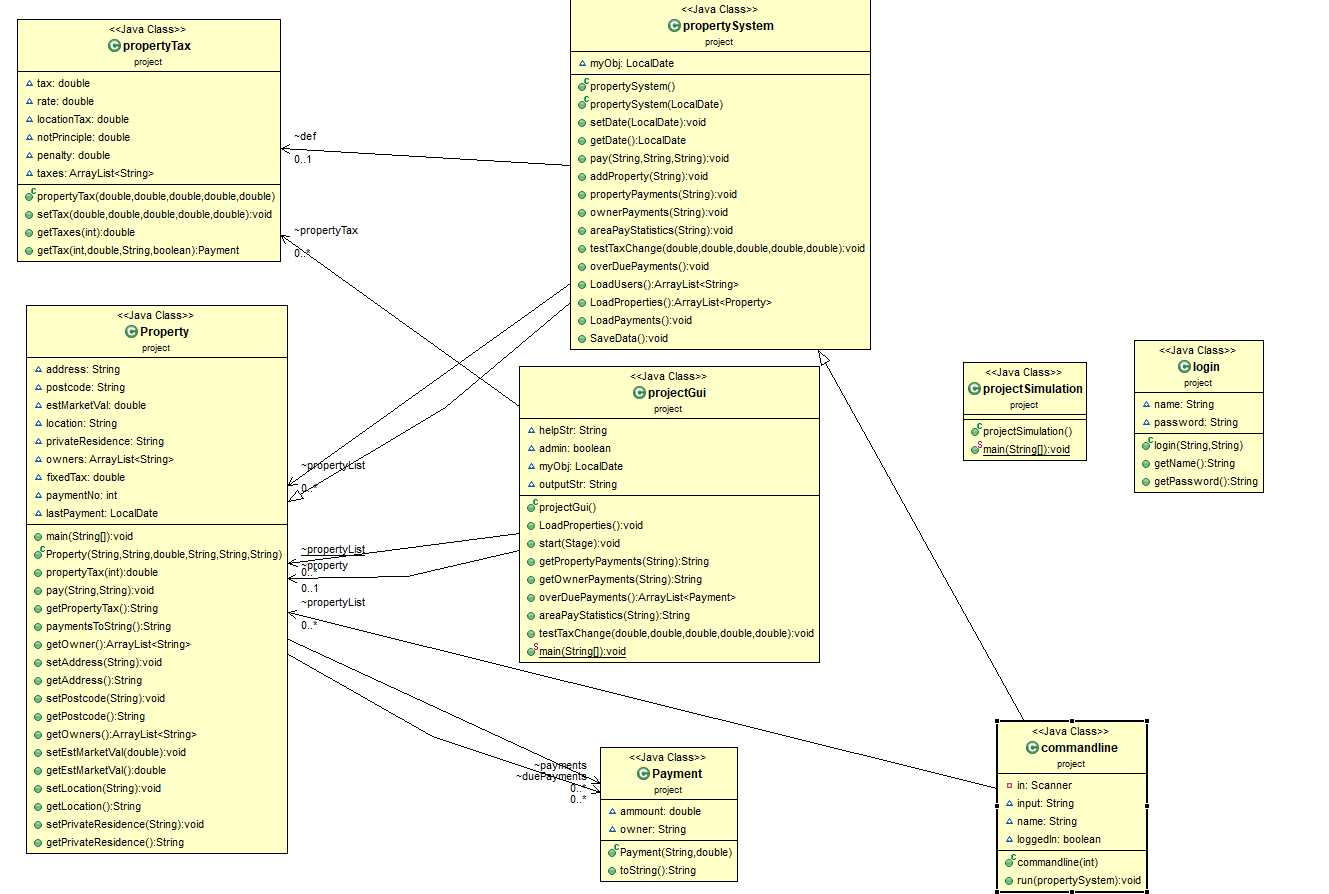 <<Java Class>>
propertyTax
project
tax: double
rate: double
locationTax: double
notPrinciple: double
penalty: double
taxes: ArrayList<String>
propertyTax(double,double,double,double,double)
setTax(double,double,double,double,double):void
getTaxes(int):double
getTax(int,double,String,boolean):Payment
~def
0..1
~propertyTax
0..*
<<Java Class>>
propertySystem
project
myObj: LocalDate
propertySystem()
propertySystem(LocalDate)
setDate(LocalDate):void
getDate():LocalDate
pay(String,String,String):void
addProperty(String):void
propertyPayments(String):void
ownerPayments(String):void
areaPayStatistics(String):void
testTaxChange(double,double,double,double,double):void
overDuePayments():void
LoadUsers():ArrayList<String>
LoadProperties():ArrayList<Property>
LoadPayments():void
SaveData():void
<<Java Class>>
Property
project
address: String
postcode: String
estMarketVal: double
location: String
privateResidence: String
owners: ArrayList<String>
fixedTax: double
paymentNo: int
lastPayment: LocalDate
main(String[]):void
Property(String,String,double,String,String,String)
propertyTax(int):double
pay(String,String):void
getPropertyTax():String
paymentsToString():String
getOwner():ArrayList<String>
setAddress(String):void
getAddress():String
setPostcode(String):void
getPostcode():String
getOwners():ArrayList<String>
setEstMarketVal(double):void
getEstMarketVal():double
setLocation(String):void
getLocation():String
setPrivateResidence(String):void
getPrivateResidence():String
~propertyList
0..*
~propertyList
0..*
~property
0..1
~propertyList
0..*
<<Java Class>>
projectGui
project
helpStr: String
admin: boolean
myObj: LocalDate
outputStr: String
projectGui()
LoadProperties():void
start(Stage):void
getPropertyPayments(String):String
getOwnerPayments(String):String
overDuePayments():ArrayList<Payment>
areaPayStatistics(String):String
testTaxChange(double,double,double,double,double):void
main(String[]):void
<<Java Class>>
projectSimulation
project
projectSimulation()
main(String[]):void
<<Java Class>>
login
project
name: String
password: String
login(String,String)
getName():String
getPassword():String
~payments
~duePayments
0..*
0..*
<<Java Class>>
Payment
project
ammount: double
owner: String
Payment(String,double)
toString():String
<<Java Class>>
commandline
project
in: Scanner
input: String
name: String
loggedIn: boolean
commandline(int)
run(propertySystem):void